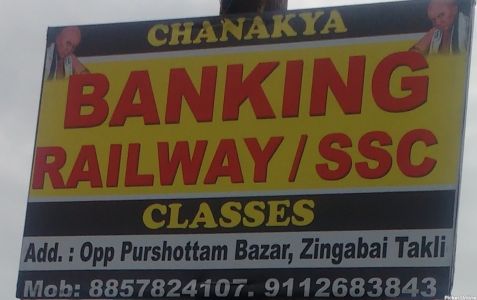 CHANAKYA
BANKING
RAILWAY/SSC
CLASSES
Add. : Opp Purshottam Bazar, Zingabai Takli
Mob: 8857824107. 9112683843